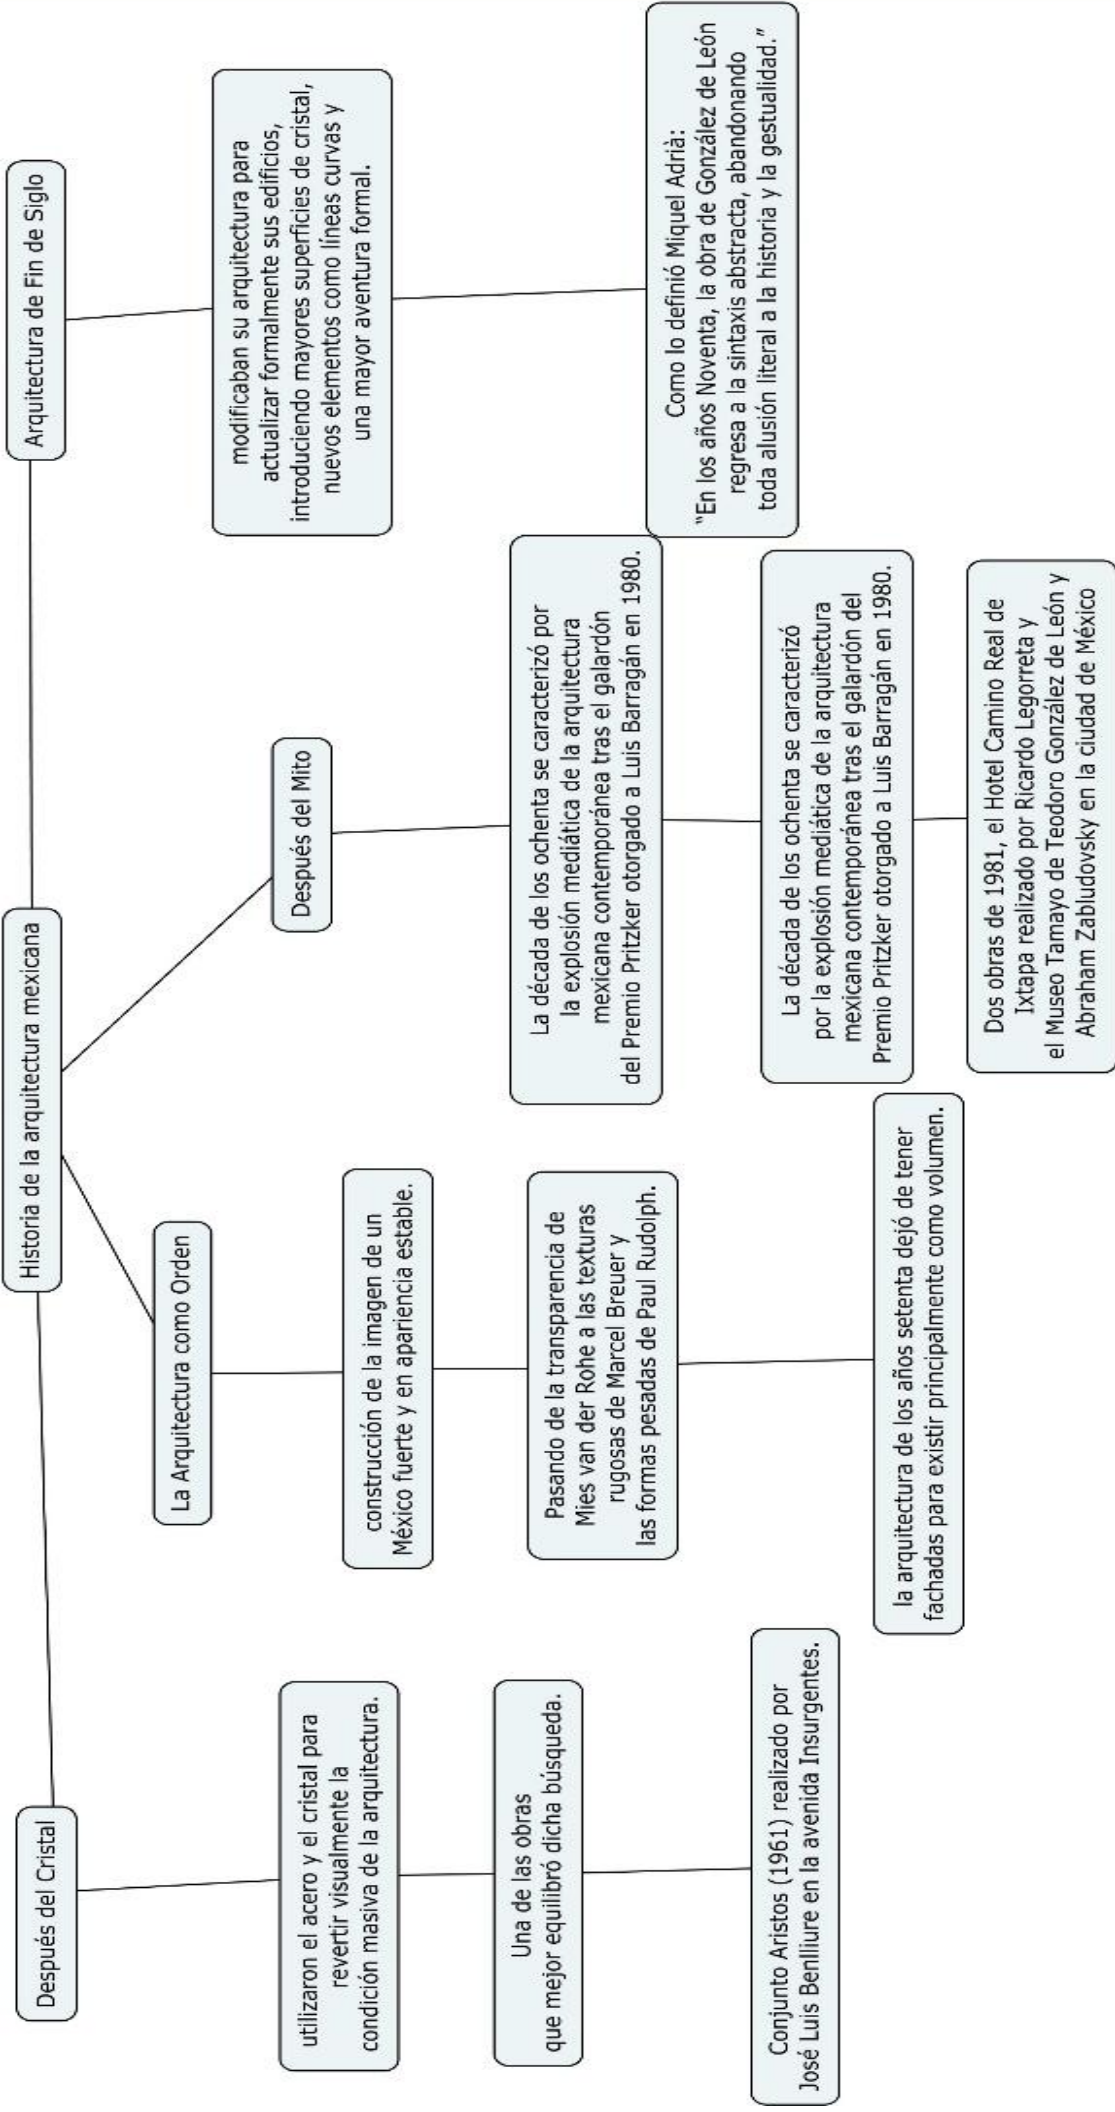 Historia de la arquitectura mexicana
Después del Cristal
utilizaron el acero y el cristal para
revertir visualmente la
condición masiva de la arquitectura.
Una de las obras
que mejor equilibró dicha búsqueda.
Conjunto Aristos (1961) realizado por
José Luis Benlliure en la avenida Insurgentes.
La Arquitectura como Orden
construcción de la imagen de un
México fuerte y en apariencia estable.
Pasando de la transparencia de
Mies van der Rohe a las texturas
rugosas de Marcel Breuer y
las formas pesadas de Paul Rudolph.
la arquitectura de los años setenta dejó de tener
fachadas para existir principalmente como volumen.
Después del Mito
La década de los ochenta se caracterizó por
la explosión mediática de la arquitectura
mexicana contemporánea tras el galardón
del Premio Pritzker otorgado a Luis Barragán en 1980.
La década de los ochenta se caracterizó
por la explosión mediática de la arquitectura
mexicana contemporánea tras el galardón del
Premio Pritzker otorgado a Luis Barragán en 1980.
Dos obras de 1981, el Hotel Camino Real de
Ixtapa realizado por Ricardo Legorreta y
el Museo Tamayo de Teodoro González de León y
Abraham Zabludovsky en la ciudad de México
Arquitectura de Fin de Siglo
modificaban su arquitectura para
actualizar formalmente sus edificios,
introduciendo mayores superficies de cristal,
nuevos elementos como líneas curvas y
una mayor aventura formal.
Como lo definió Miquel Adrià:
“En los años Noventa, la obra de González de León
regresa a la sintaxis abstracta, abandonando
toda alusión literal a la historia y la gestualidad.”